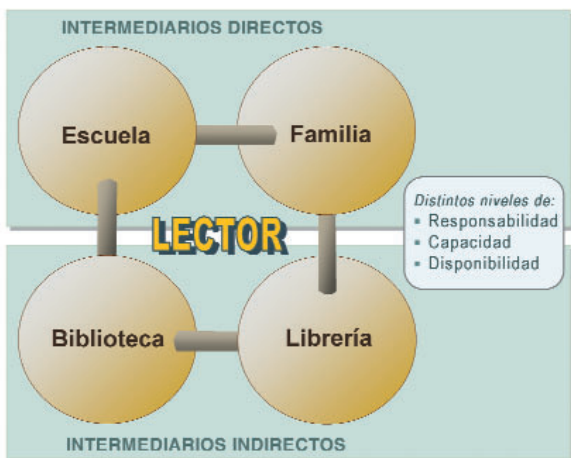 INTERMEDIARIOS DIRECTOS
Escuela
Familia
LECTOR
Distintos niveles de:
▪ Responsabilidad
▪ Capacidad
▪ Disponibilidad
Biblioteca
Librería
INTERMEDIARIOS INDIRECTOS